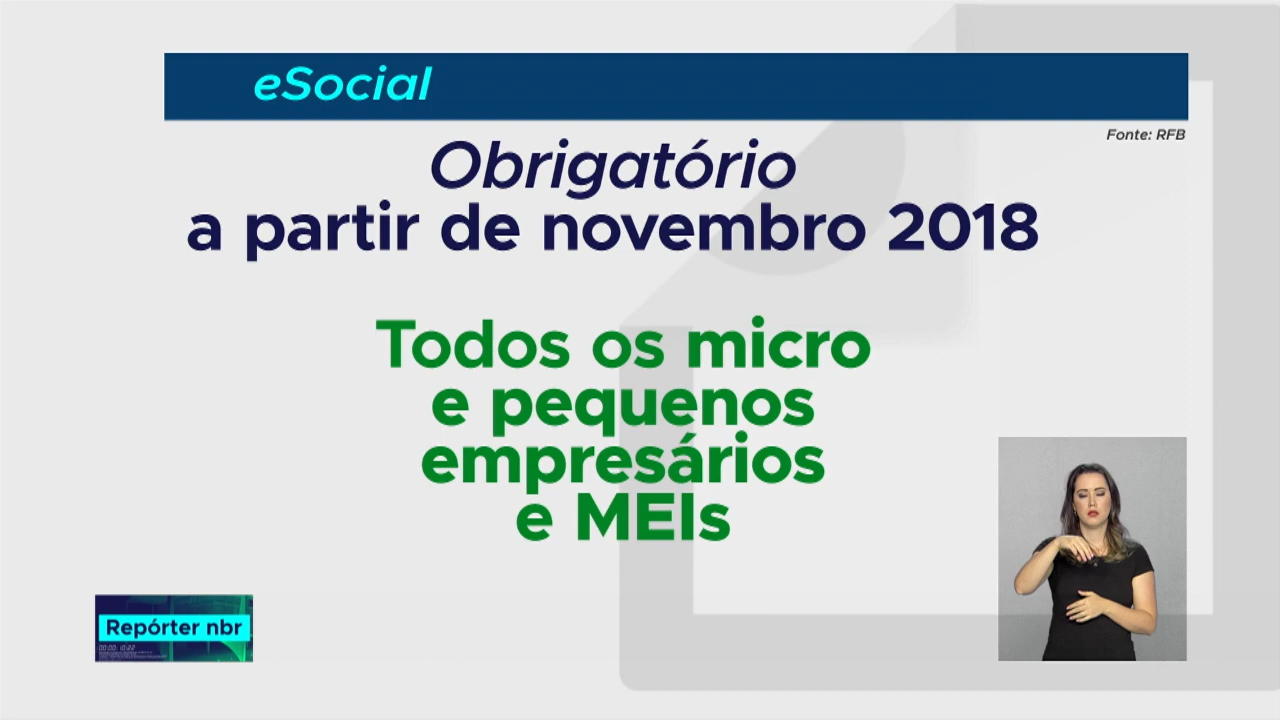 eSocial
Fonte: RFB
Obrigatório
a partir de novembro 2018
Todos os micro
e pequenos
empresários
e MEIs
Repórter nbr